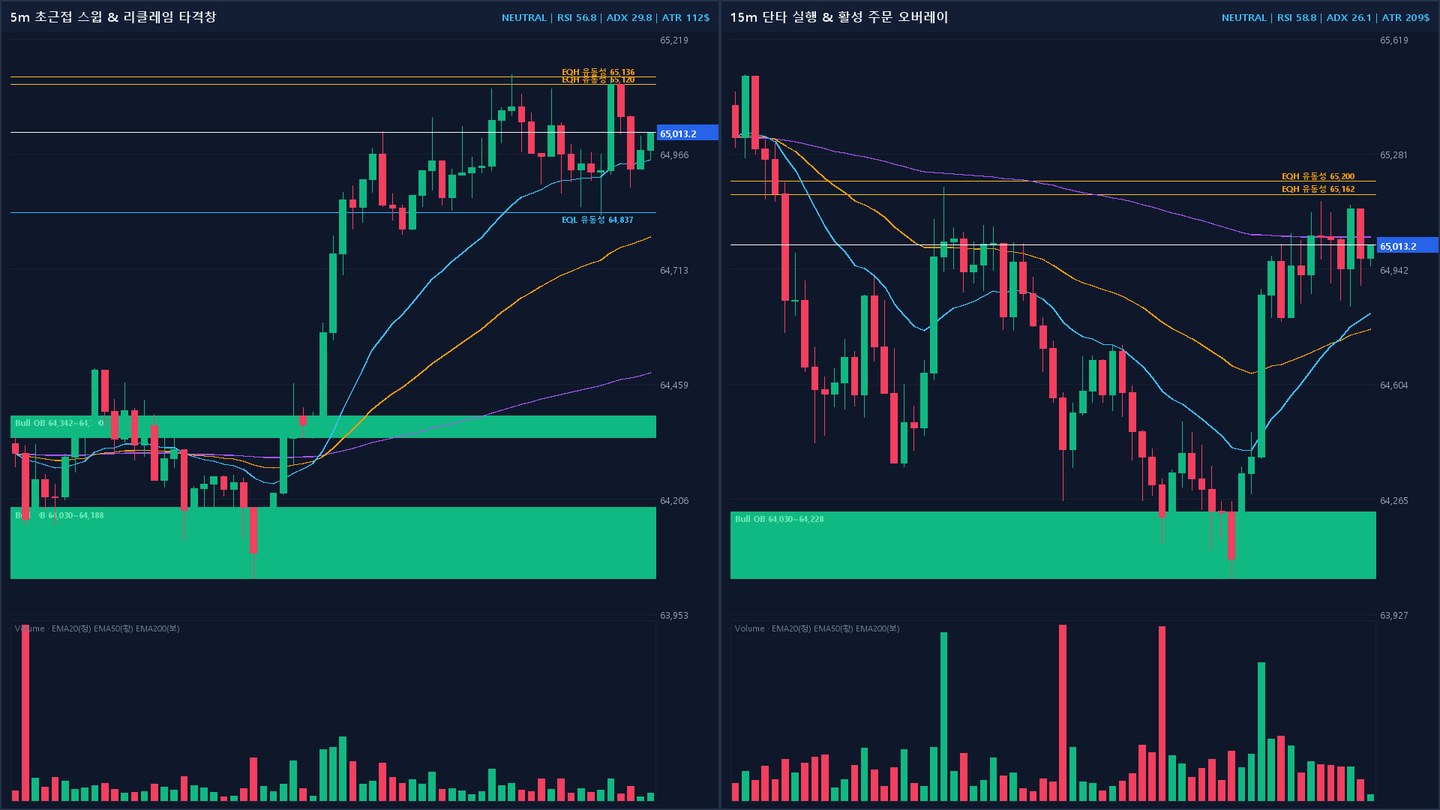 5m 초근접 스윕 & 리클레임 타격창
NEUTRAL | RSI 56.8 | ADX 29.8 | ATR 112$
65,219
EQH 유동성 65,136
EQH 유동성 65,120
65,013.2
64,966
EQL 유동성 64,837
64,713
64,459
Bull OB 64,342~64,
64,206
64,030~64,188
63,953
Volume · EMA20(청) EMA50(황) EMA200(보)
15m 단타 실행 & 활성 주문 오버레이
NEUTRAL | RSI 58.8 | ADX 26.1 | ATR 209$
65,619
65,281
EQH 유동성 65,200
EQH 유동성 65,162
65,013.2
64,942
64,604
64,265
Bull OB 64,030~64,228
63,927
Volume · EMA20(청) EMA50(황) EMA200(보)